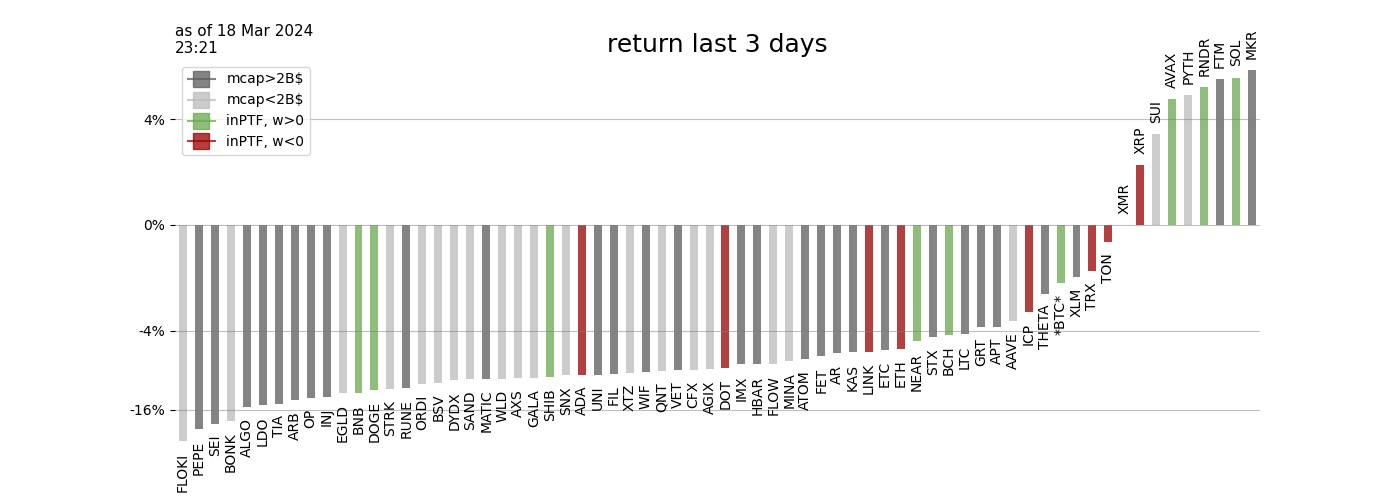 as of 18 Mar 2024
23:21
return last 3 days
mcap>2B$
mcap<2B$
inPTF, w>0
inPTF, w<0
4%
0%
-4%
-16%
FLOKI
PEPE
SEI
BONK
ALGO
LDO
TIA
ARB
OP
INJ
EGLD
BNB
DOGE
STRK
RUNE
ORDI
BSV
DYDX
SAND
MATIC
WLD
AXS
GALA
SHIB
SNX
ADA
UNI
FIL
XTZ
WIF
QNT
VET
CFX
AGIX
DOT
IMX
HBAR
FLOW
MINA
ATOM
FET
AR
KAS
LINK
ETC
ETH
NEAR
STX
BCH
LTC
GRT
APT
AAVE
ICP
THETA
*BTC*
XLM
TRX
TON
XMR
XRP
SUI
AVAX
PYTH
RNDR
FTM
SOL
MKR